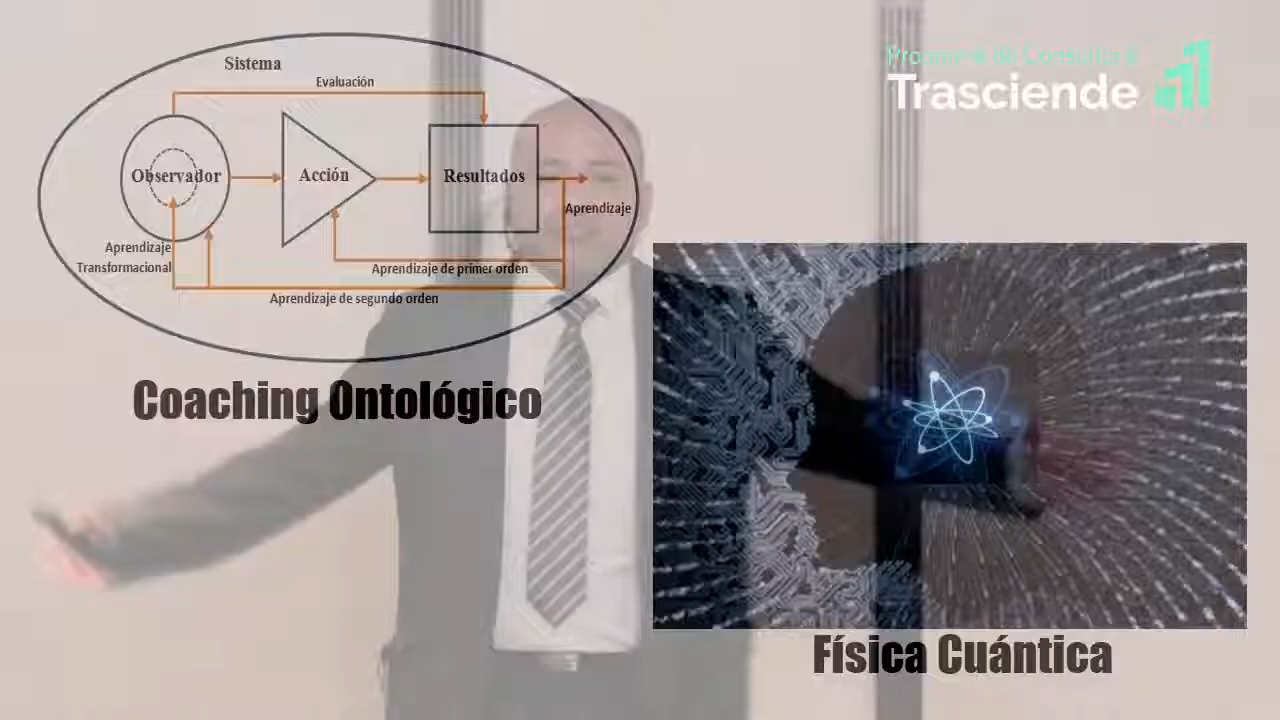 Sistema
Evaluación
Observador
Acción
Resultados
Aprendizaje
Aprendizaje
Transformacional
Aprendizaje de primer orden
Aprendizaje de segundo orden
Coaching Ontológico
Trasciende
Física Cuántica